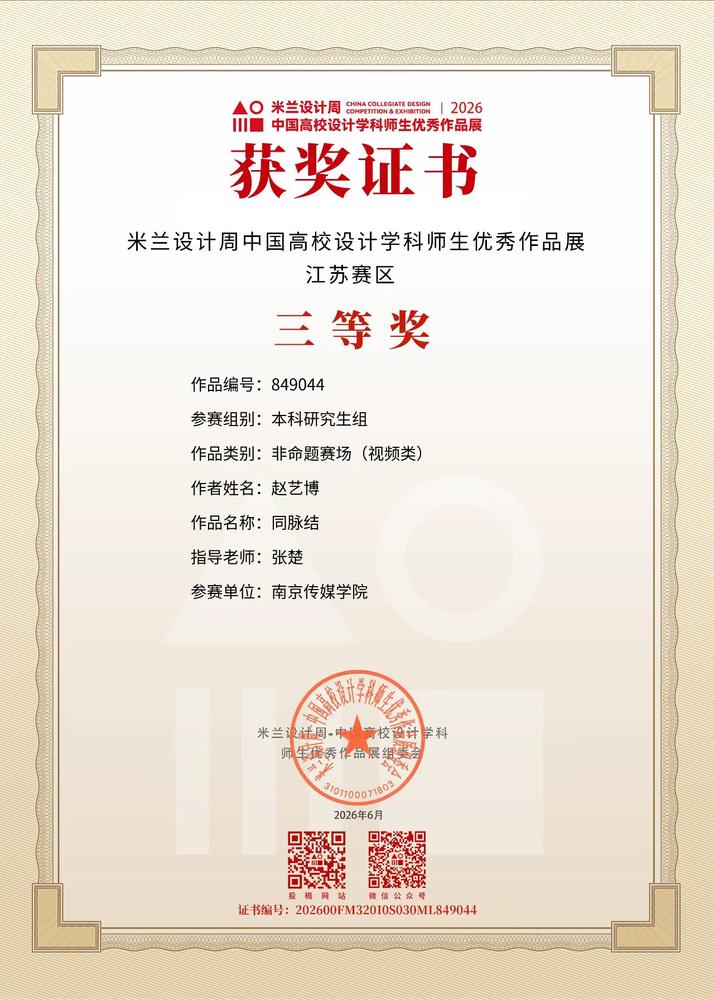 米兰设计周 CHINA COLLEGIATE DESIGN COMPETITION & EXHIBITION | 2026
中国高校设计学科师生优秀作品展
获奖证书
米兰设计周中国高校设计学科师生优秀作品展
江苏赛区
三等奖
作品编号：849044
参赛组别：本科研究生组
作品类别：非命题赛场（视频类）
作者姓名：赵艺博
作品名称：同脉结
指导老师：张楚
参赛单位：南京传媒学院
米兰设计周-中国高校设计学科
师生优秀作品展组委会
3101100071803
2026年6月
投稿网站 微信公众号
证书编号：202600FM32010S030ML849044